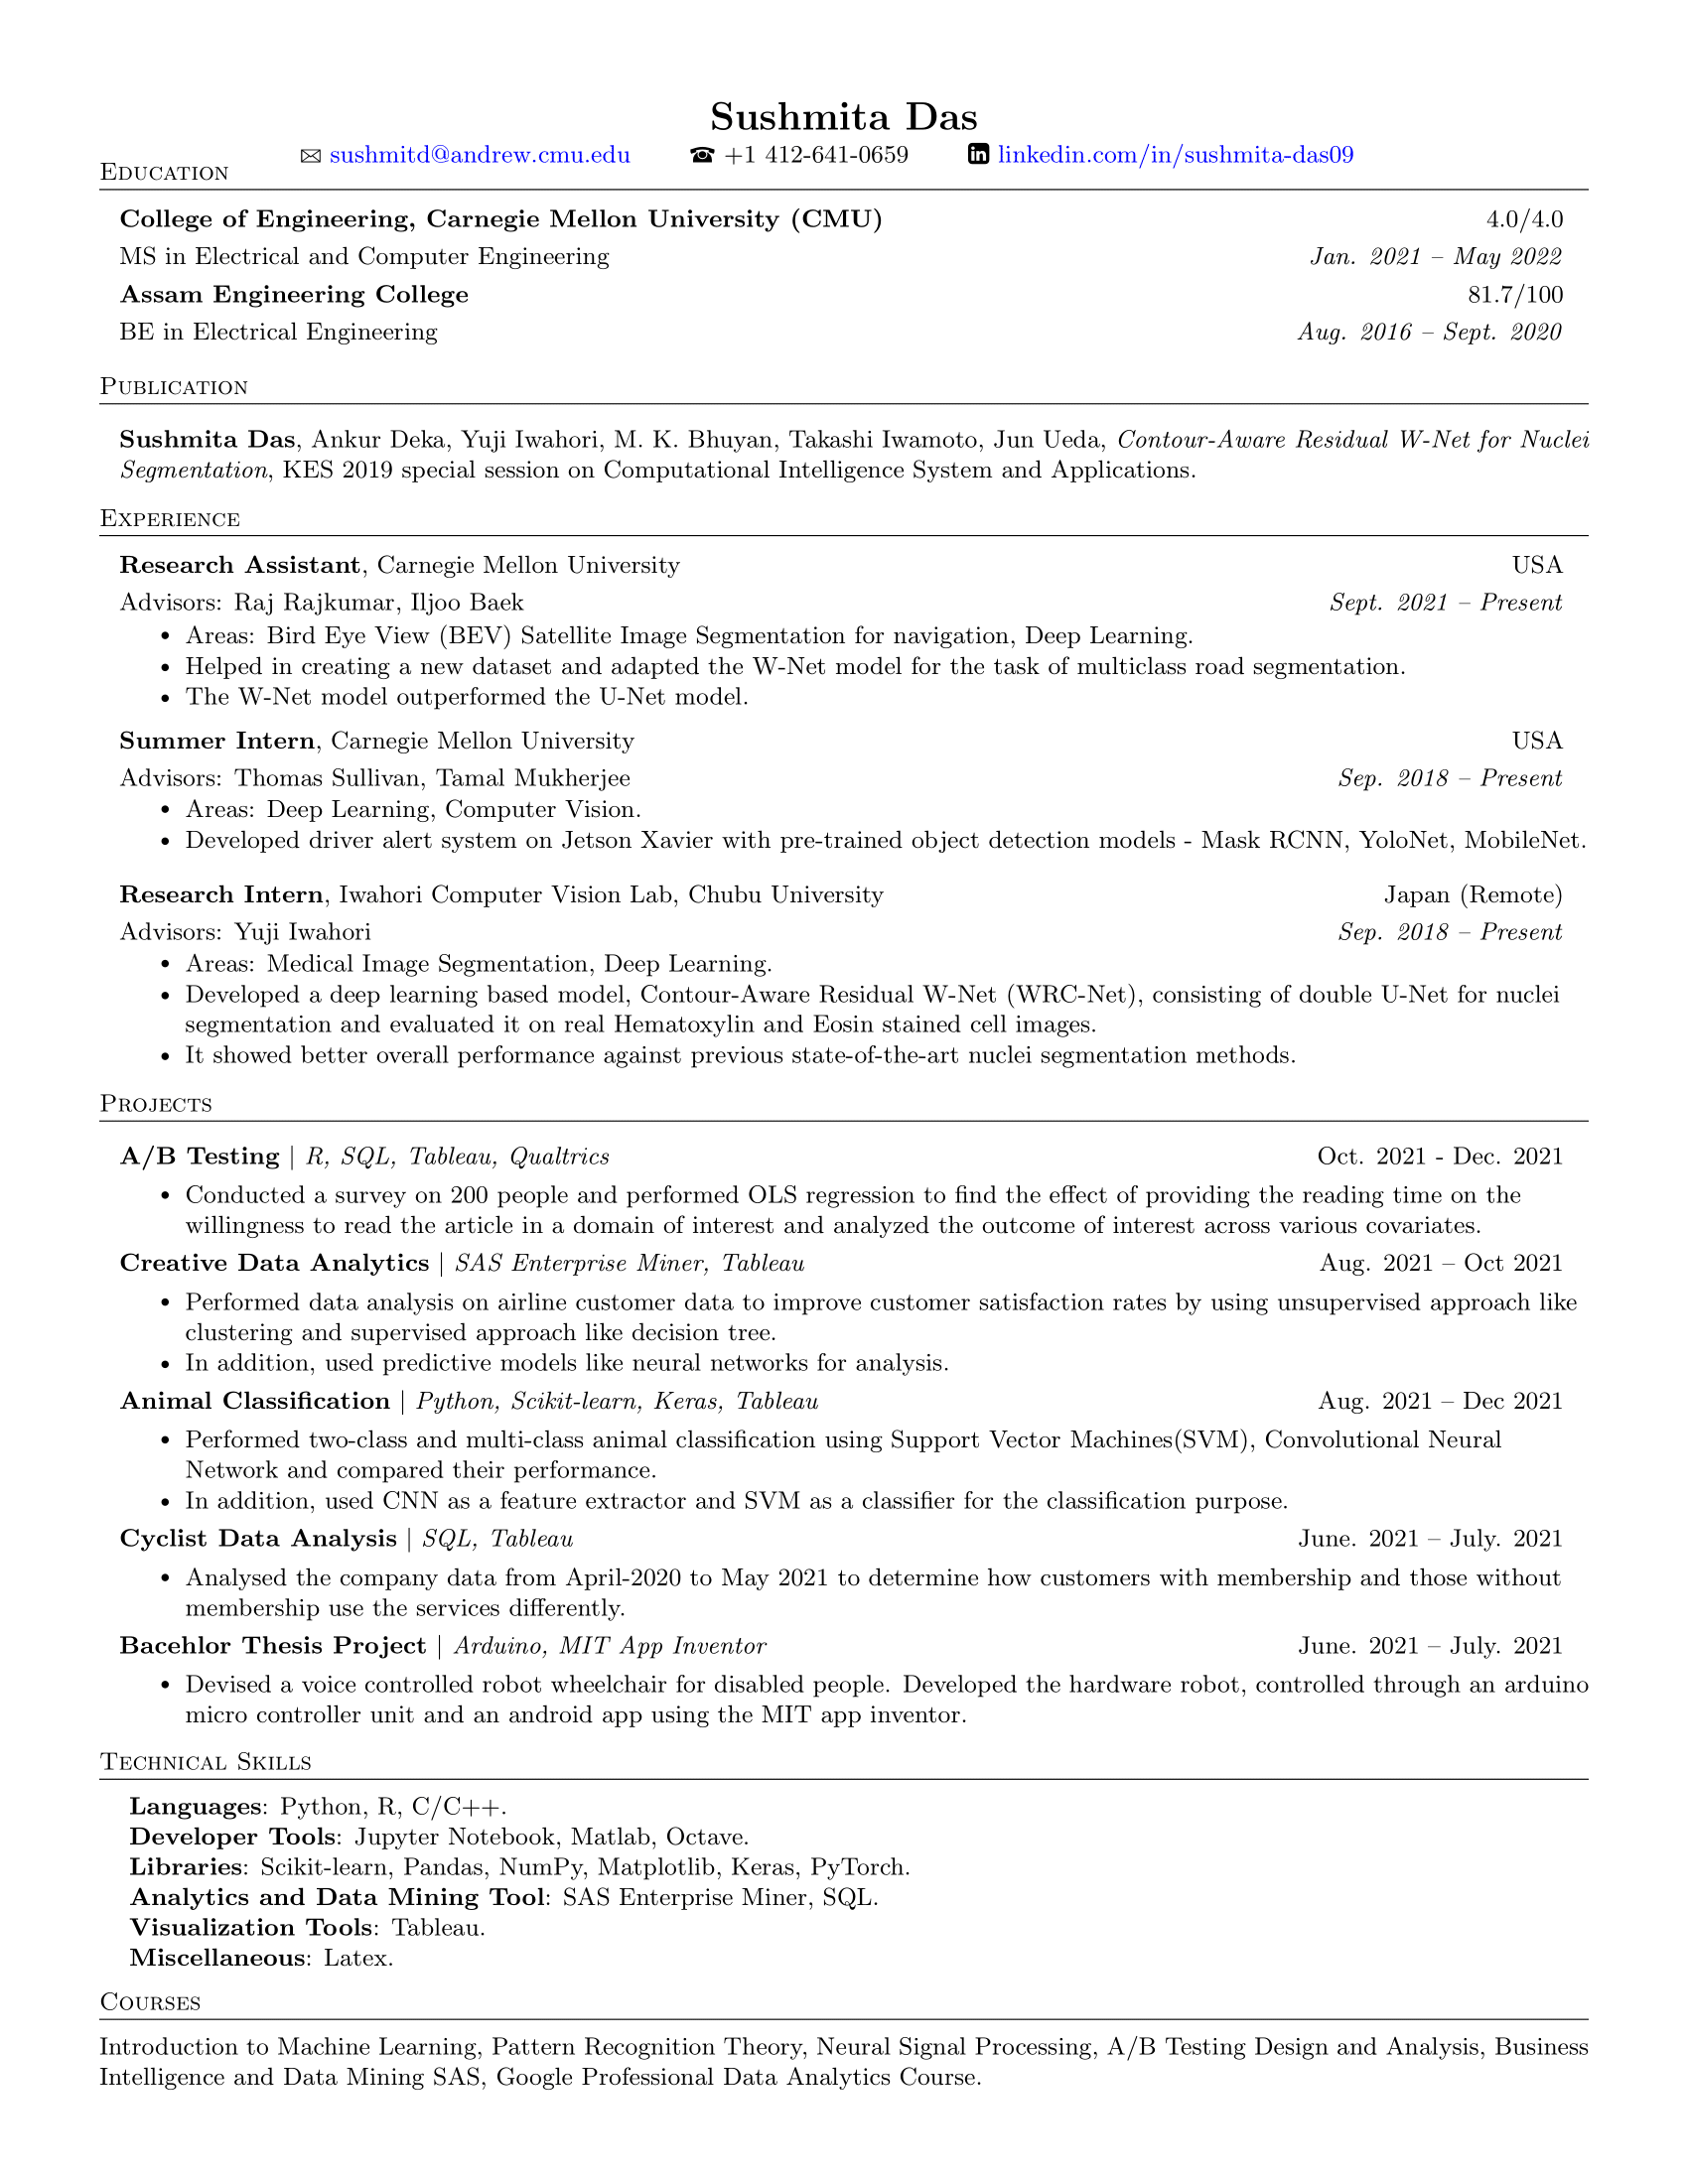 Sushmita Das
sushmitd@andrew.cmu.edu +1 412-641-0659 linkedin.com/in/sushmita-das09
Education
College of Engineering, Carnegie Mellon University (CMU) 4.0/4.0
MS in Electrical and Computer Engineering Jan. 2021 – May 2022
Assam Engineering College 81.7/100
BE in Electrical Engineering Aug. 2016 – Sept. 2020
Publication
Sushmita Das, Ankur Deka, Yuji Iwahori, M. K. Bhuyan, Takashi Iwamoto, Jun Ueda, Contour-Aware Residual W-Net for Nuclei
Segmentation, KES 2019 special session on Computational Intelligence System and Applications.
Experience
Research Assistant, Carnegie Mellon University USA
Advisors: Raj Rajkumar, Iljoo Baek Sept. 2021 – Present
• Areas: Bird Eye View (BEV) Satellite Image Segmentation for navigation, Deep Learning.
• Helped in creating a new dataset and adapted the W-Net model for the task of multiclass road segmentation.
• The W-Net model outperformed the U-Net model.
Summer Intern, Carnegie Mellon University USA
Advisors: Thomas Sullivan, Tamal Mukherjee Sep. 2018 – Present
• Areas: Deep Learning, Computer Vision.
• Developed driver alert system on Jetson Xavier with pre-trained object detection models - Mask RCNN, YoloNet, MobileNet.
Research Intern, Iwahori Computer Vision Lab, Chubu University Japan (Remote)
Advisors: Yuji Iwahori Sep. 2018 – Present
• Areas: Medical Image Segmentation, Deep Learning.
• Developed a deep learning based model, Contour-Aware Residual W-Net (WRC-Net), consisting of double U-Net for nuclei
segmentation and evaluated it on real Hematoxylin and Eosin stained cell images.
• It showed better overall performance against previous state-of-the-art nuclei segmentation methods.
Projects
A/B Testing | R, SQL, Tableau, Qualtrics Oct. 2021 - Dec. 2021
• Conducted a survey on 200 people and performed OLS regression to find the effect of providing the reading time on the
willingness to read the article in a domain of interest and analyzed the outcome of interest across various covariates.
Creative Data Analytics | SAS Enterprise Miner, Tableau Aug. 2021 – Oct 2021
• Performed data analysis on airline customer data to improve customer satisfaction rates by using unsupervised approach like
clustering and supervised approach like decision tree.
• In addition, used predictive models like neural networks for analysis.
Animal Classification | Python, Scikit-learn, Keras, Tableau Aug. 2021 – Dec 2021
• Performed two-class and multi-class animal classification using Support Vector Machines(SVM), Convolutional Neural
Network and compared their performance.
• In addition, used CNN as a feature extractor and SVM as a classifier for the classification purpose.
Cyclist Data Analysis | SQL, Tableau June. 2021 – July. 2021
• Analysed the company data from April-2020 to May 2021 to determine how customers with membership and those without
membership use the services differently.
Bacehlor Thesis Project | Arduino, MIT App Inventor June. 2021 – July. 2021
• Devised a voice controlled robot wheelchair for disabled people. Developed the hardware robot, controlled through an arduino
micro controller unit and an android app using the MIT app inventor.
Technical Skills
Languages: Python, R, C/C++.
Developer Tools: Jupyter Notebook, Matlab, Octave.
Libraries: Scikit-learn, Pandas, NumPy, Matplotlib, Keras, PyTorch.
Analytics and Data Mining Tool: SAS Enterprise Miner, SQL.
Visualization Tools: Tableau.
Miscellaneous: Latex.
Courses
Introduction to Machine Learning, Pattern Recognition Theory, Neural Signal Processing, A/B Testing Design and Analysis, Business
Intelligence and Data Mining SAS, Google Professional Data Analytics Course.